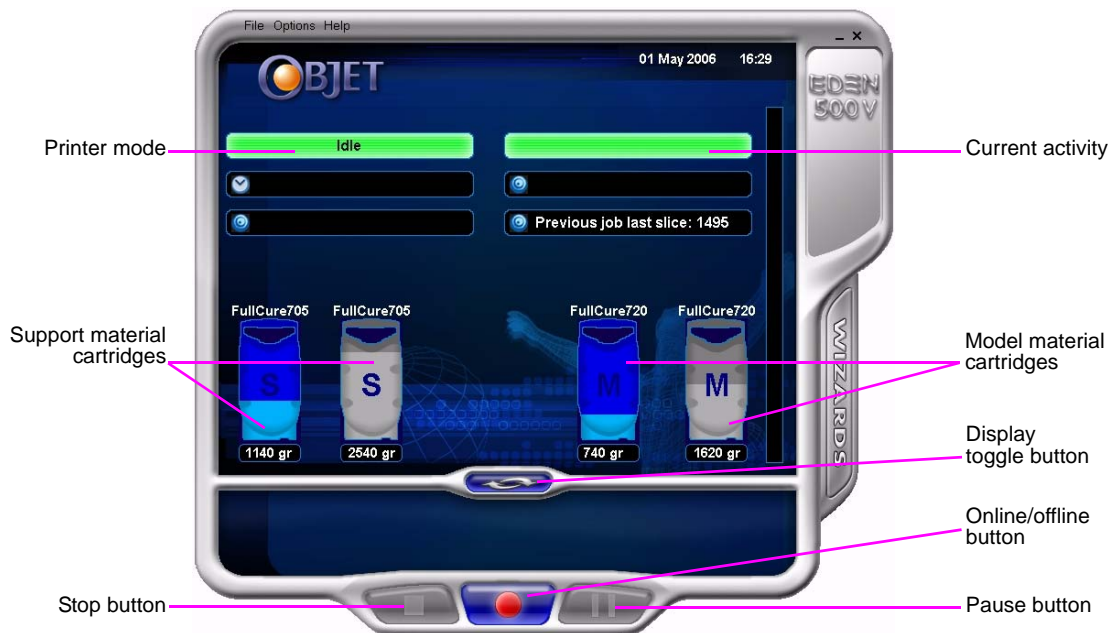 File Options Help
OBJET
01 May 2006 16:29
EDEN
500V
Printer mode
Idle
Current activity
Previous job last slice: 1495
FullCure705
FullCure705
FullCure720
FullCure720
Support material
cartridges
S
S
M
M
Model material
cartridges
WIZARDS
1140 gr
2540 gr
740 gr
1620 gr
Display
toggle button
Online/offline
button
Stop button
Pause button